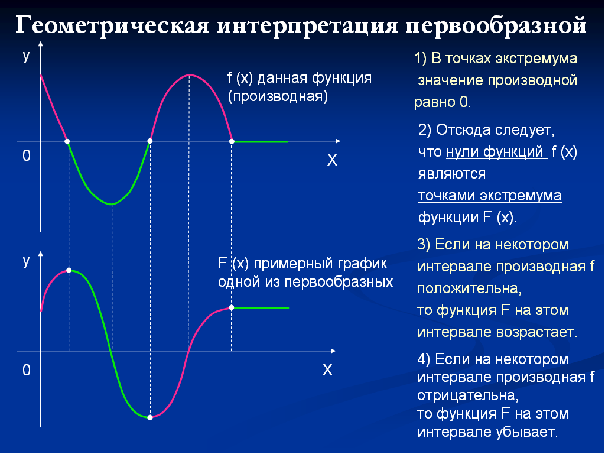 Геометрическая интерпретация первообразной
у
f (x) данная функция
(производная)
0
X
у
F (x) примерный график
одной из первообразных
0
X
1) В точках экстремума
значение производной
равно 0.
2) Отсюда следует,
что нули функций f (x)
являются
точками экстремума
функции F (x).
3) Если на некотором
интервале производная f
положительна,
то функция F на этом
интервале возрастает.
4) Если на некотором
интервале производная f
отрицательна,
то функция F на этом
интервале убывает.